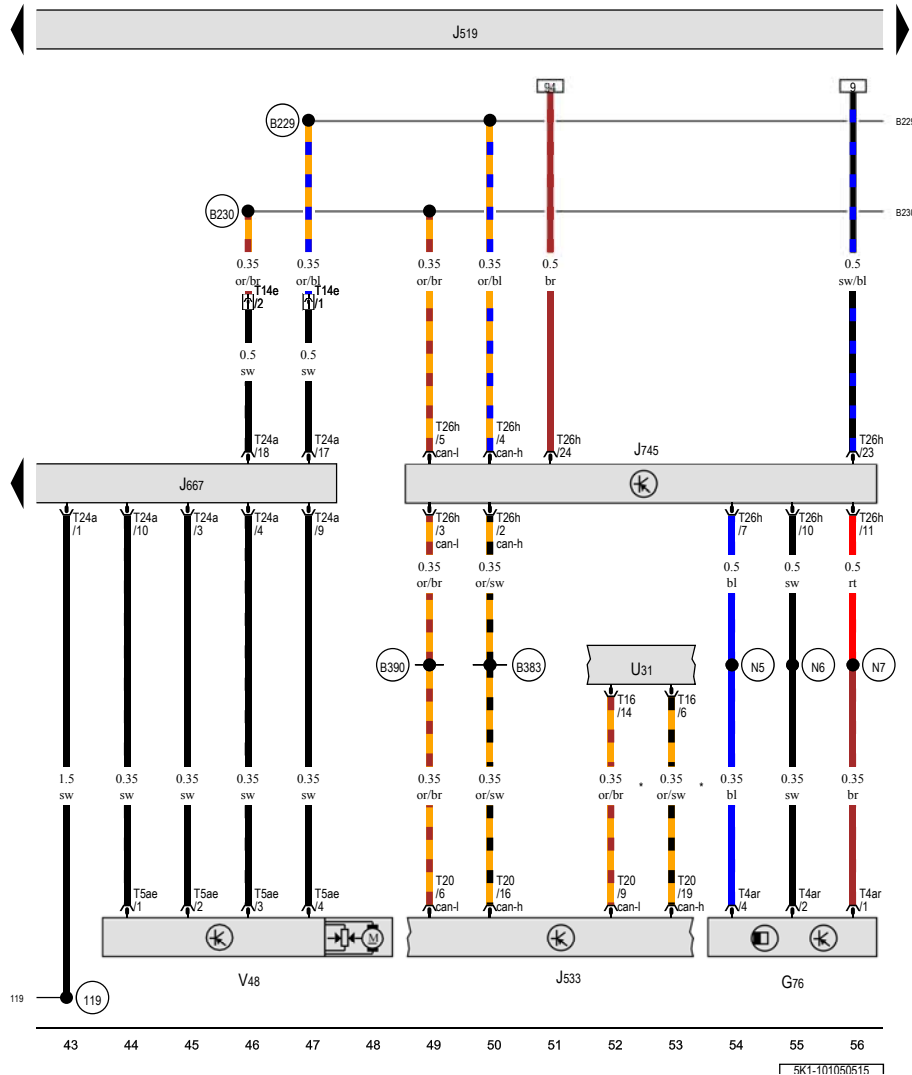 J519
94
9
B229
B229
B230
B230
0.35
or/br
0.35
or/bl
0.35
or/br
0.35
or/bl
0.5
br
0.5
sw/bl
T14e
/2
T14e
/1
0.5
sw
0.5
sw
T24a
/18
T24a
/17
T26h
/5
can-l
T26h
/4
can-h
T26h
/24
T26h
/23
J667
J745
T24a
/1
T24a
/10
T24a
/3
T24a
/4
T24a
/9
T26h
/3
can-l
T26h
/2
can-h
T26h
/7
T26h
/10
T26h
/11
0.35
or/br
0.35
or/sw
0.5
bl
0.5
sw
0.5
rt
B390
B383
U31
N5
N6
N7
T16
/14
T16
/6
1.5
sw
0.35
sw
0.35
sw
0.35
sw
0.35
sw
0.35
or/br
0.35
or/sw
0.35
or/br
*
0.35
or/sw
*
0.35
bl
0.35
sw
0.35
br
T5ae
/1
T5ae
/2
T5ae
/3
T5ae
/4
T20
/6
can-l
T20
/16
can-h
T20
/9
can-l
T20
/19
can-h
T4ar
/4
T4ar
/2
T4ar
/1
M
V48
J533
G76
119
119
43 44 45 46 47 48 49 50 51 52 53 54 55 56
5K1-101050515